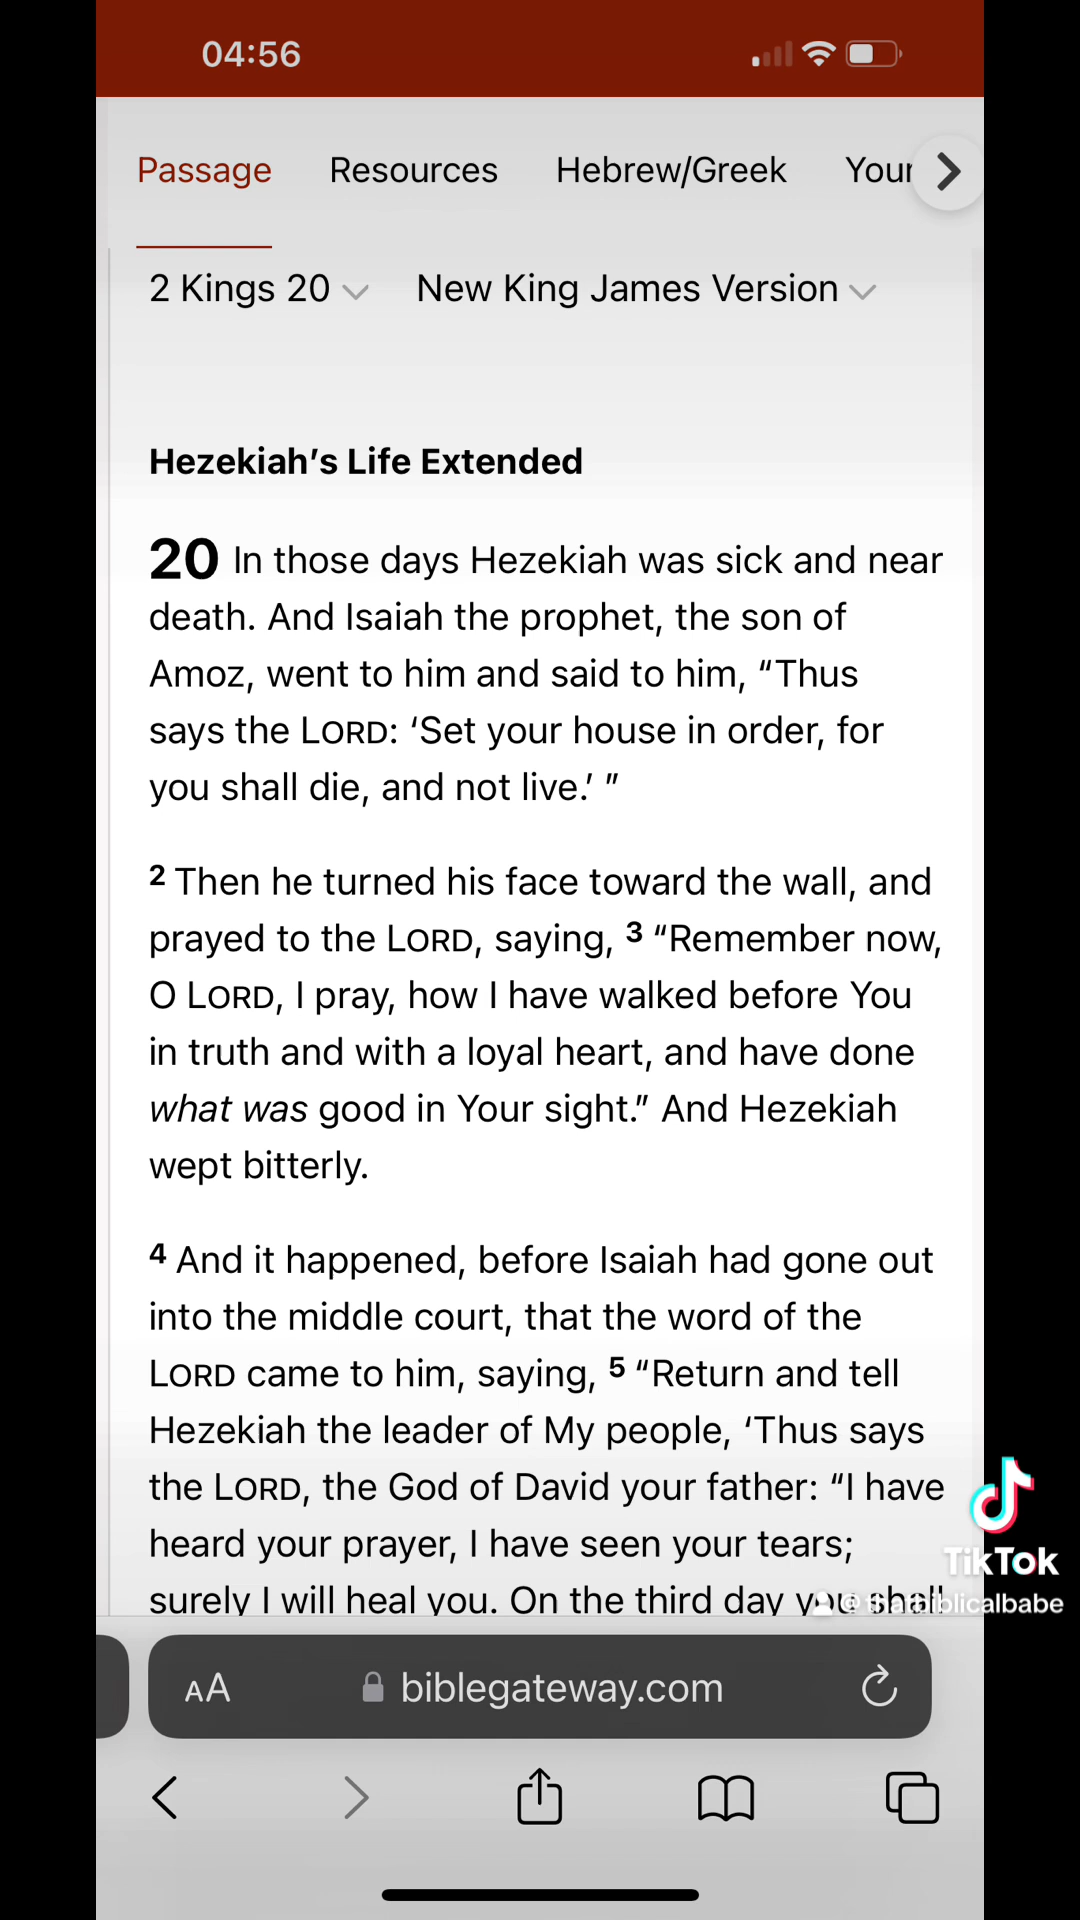 04:56
Passage Resources Hebrew/Greek Your
2 Kings 20 New King James Version
Hezekiah’s Life Extended
20 In those days Hezekiah was sick and near
death. And Isaiah the prophet, the son of
Amoz, went to him and said to him, “Thus
says the LORD: ‘Set your house in order, for
you shall die, and not live.’ ”
2 Then he turned his face toward the wall, and
prayed to the LORD, saying, 3 “Remember now,
O LORD, I pray, how I have walked before You
in truth and with a loyal heart, and have done
what was good in Your sight.” And Hezekiah
wept bitterly.
4 And it happened, before Isaiah had gone out
into the middle court, that the word of the
LORD came to him, saying, 5 “Return and tell
Hezekiah the leader of My people, ‘Thus says
the LORD, the God of David your father: “I have
heard your prayer, I have seen your tears;
surely I will heal you. On the third day you shall
TikTok
@thatbiblicalbabe
AA biblegateway.com